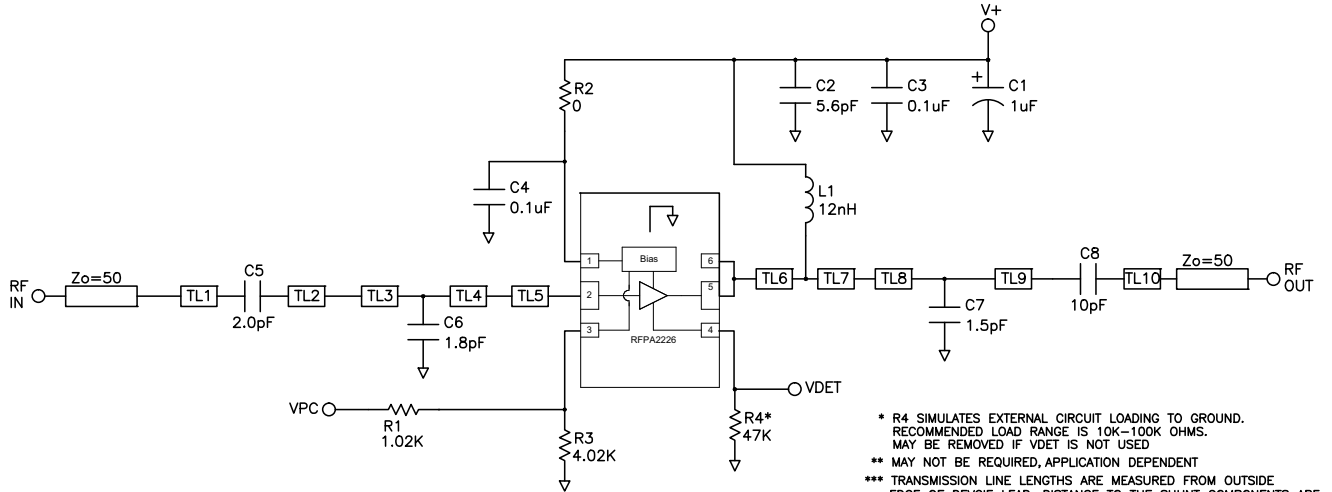 V+
R2
0
C2
5.6pF
C3
0.1uF
+
C1
1uF
C4
0.1uF
L1
12nH
RF
IN
Zo=50
TL1
C5
2.0pF
TL2
TL3
C6
1.8pF
TL4
TL5
1
2
3
Bias
RFPA2226
6
5
4
TL6
TL7
TL8
C7
1.5pF
TL9
C8
10pF
TL10
Zo=50
RF
OUT
VPC
R1
1.02K
R3
4.02K
VDET
R4*
47K
* R4 SIMULATES EXTERNAL CIRCUIT LOADING TO GROUND.
RECOMMENDED LOAD RANGE IS 10K-100K OHMS.
MAY BE REMOVED IF VDET IS NOT USED
** MAY NOT BE REQUIRED, APPLICATION DEPENDENT
*** TRANSMISSION LINE LENGTHS ARE MEASURED FROM OUTSIDE